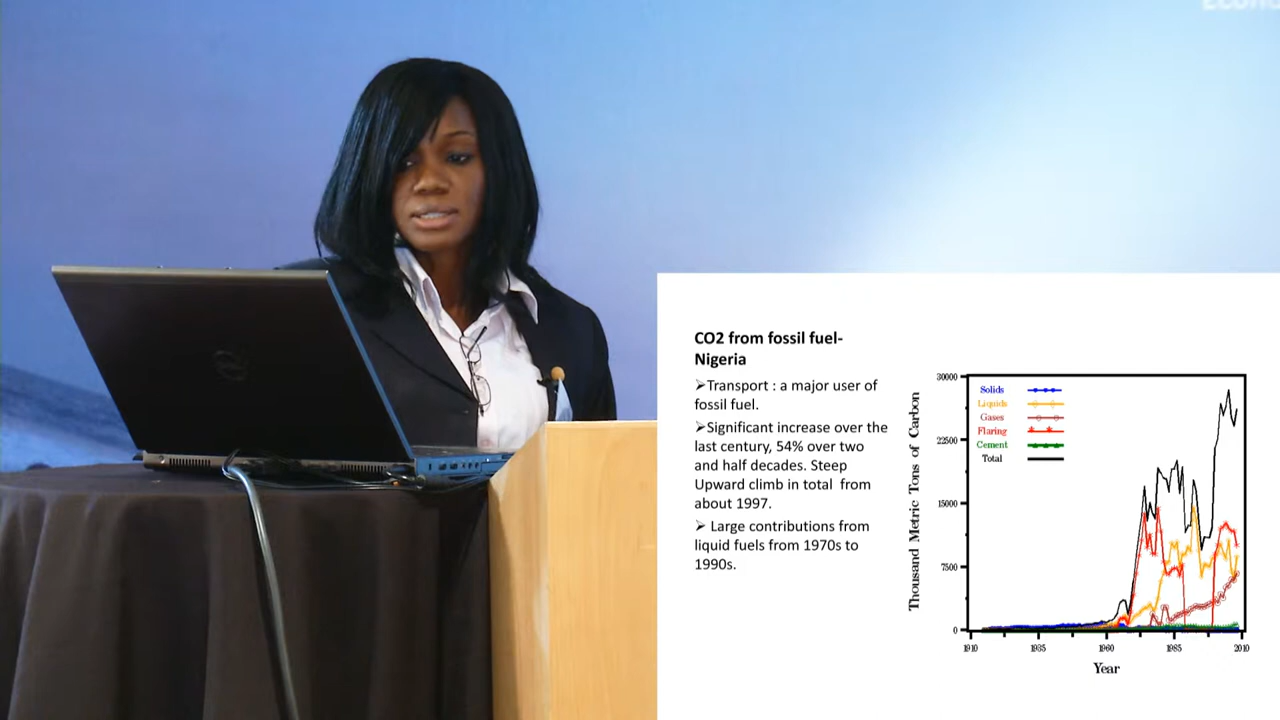 CO2 from fossil fuel-
Nigeria
➢Transport : a major user of
fossil fuel.
➢Significant increase over the
last century, 54% over two
and half decades. Steep
Upward climb in total from
about 1997.
➢ Large contributions from
liquid fuels from 1970s to
1990s.
Thousand Metric Tons of Carbon
30000
22500
15000
7500
0
Solids
Liquids
Gases
Flaring
Cement
Total
1910
1935
1960
1985
2010
Year